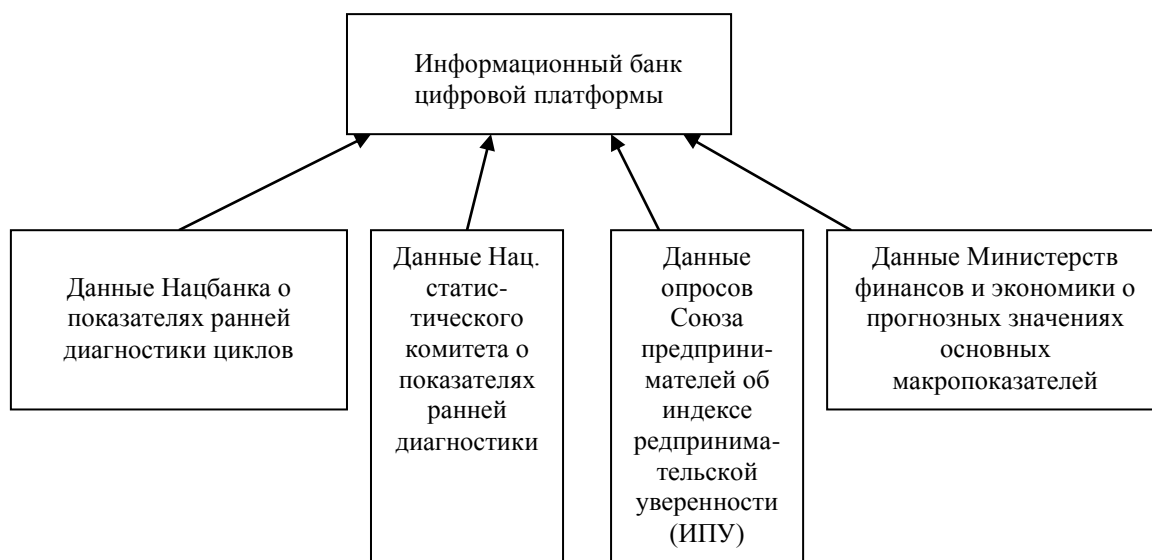 Информационный банк
цифровой платформы
Данные Нацбанка о
показателях ранней
диагностики циклов
Данные Нац.
статис-
тического
комитета о
показателях
ранней
диагностики
Данные
опросов
Союза
предприни-
мателей об
индексе
редпринима-
тельской
уверенности
(ИПУ)
Данные Министерств
финансов и экономики о
прогнозных значениях
основных
макропоказателей